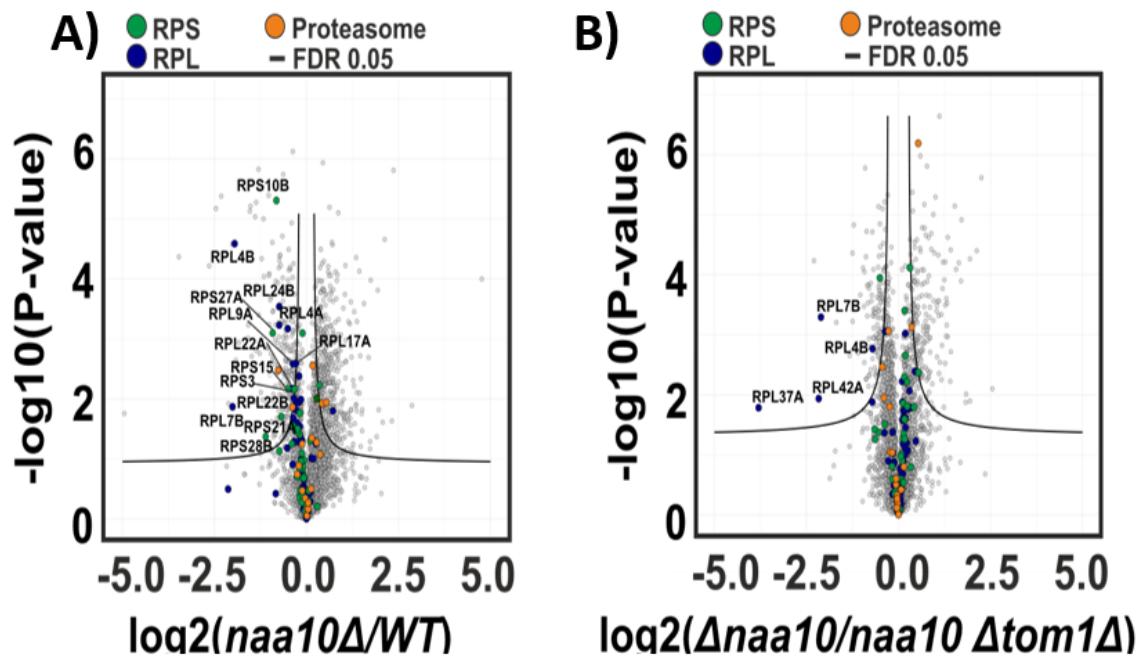 A)
RPS
Proteasome
RPL
– FDR 0.05
-log10(P-value)
6
4
2
0
RPS10B
RPL4B
RPS27A
RPL24B
RPL9A
RPL4A
RPL22A
RPL17A
RPS15
RPS3
RPL22B
RPL7B
RPS21A
RPS28B
-5.0 -2.5 0.0 2.5 5.0
log2(naa10Δ/WT)
B)
RPS
Proteasome
RPL
– FDR 0.05
-log10(P-value)
6
4
2
0
RPL7B
RPL4B
RPL42A
RPL37A
-5.0 -2.5 0.0 2.5 5.0
log2(Δnaa10/naa10 Δtom1Δ)